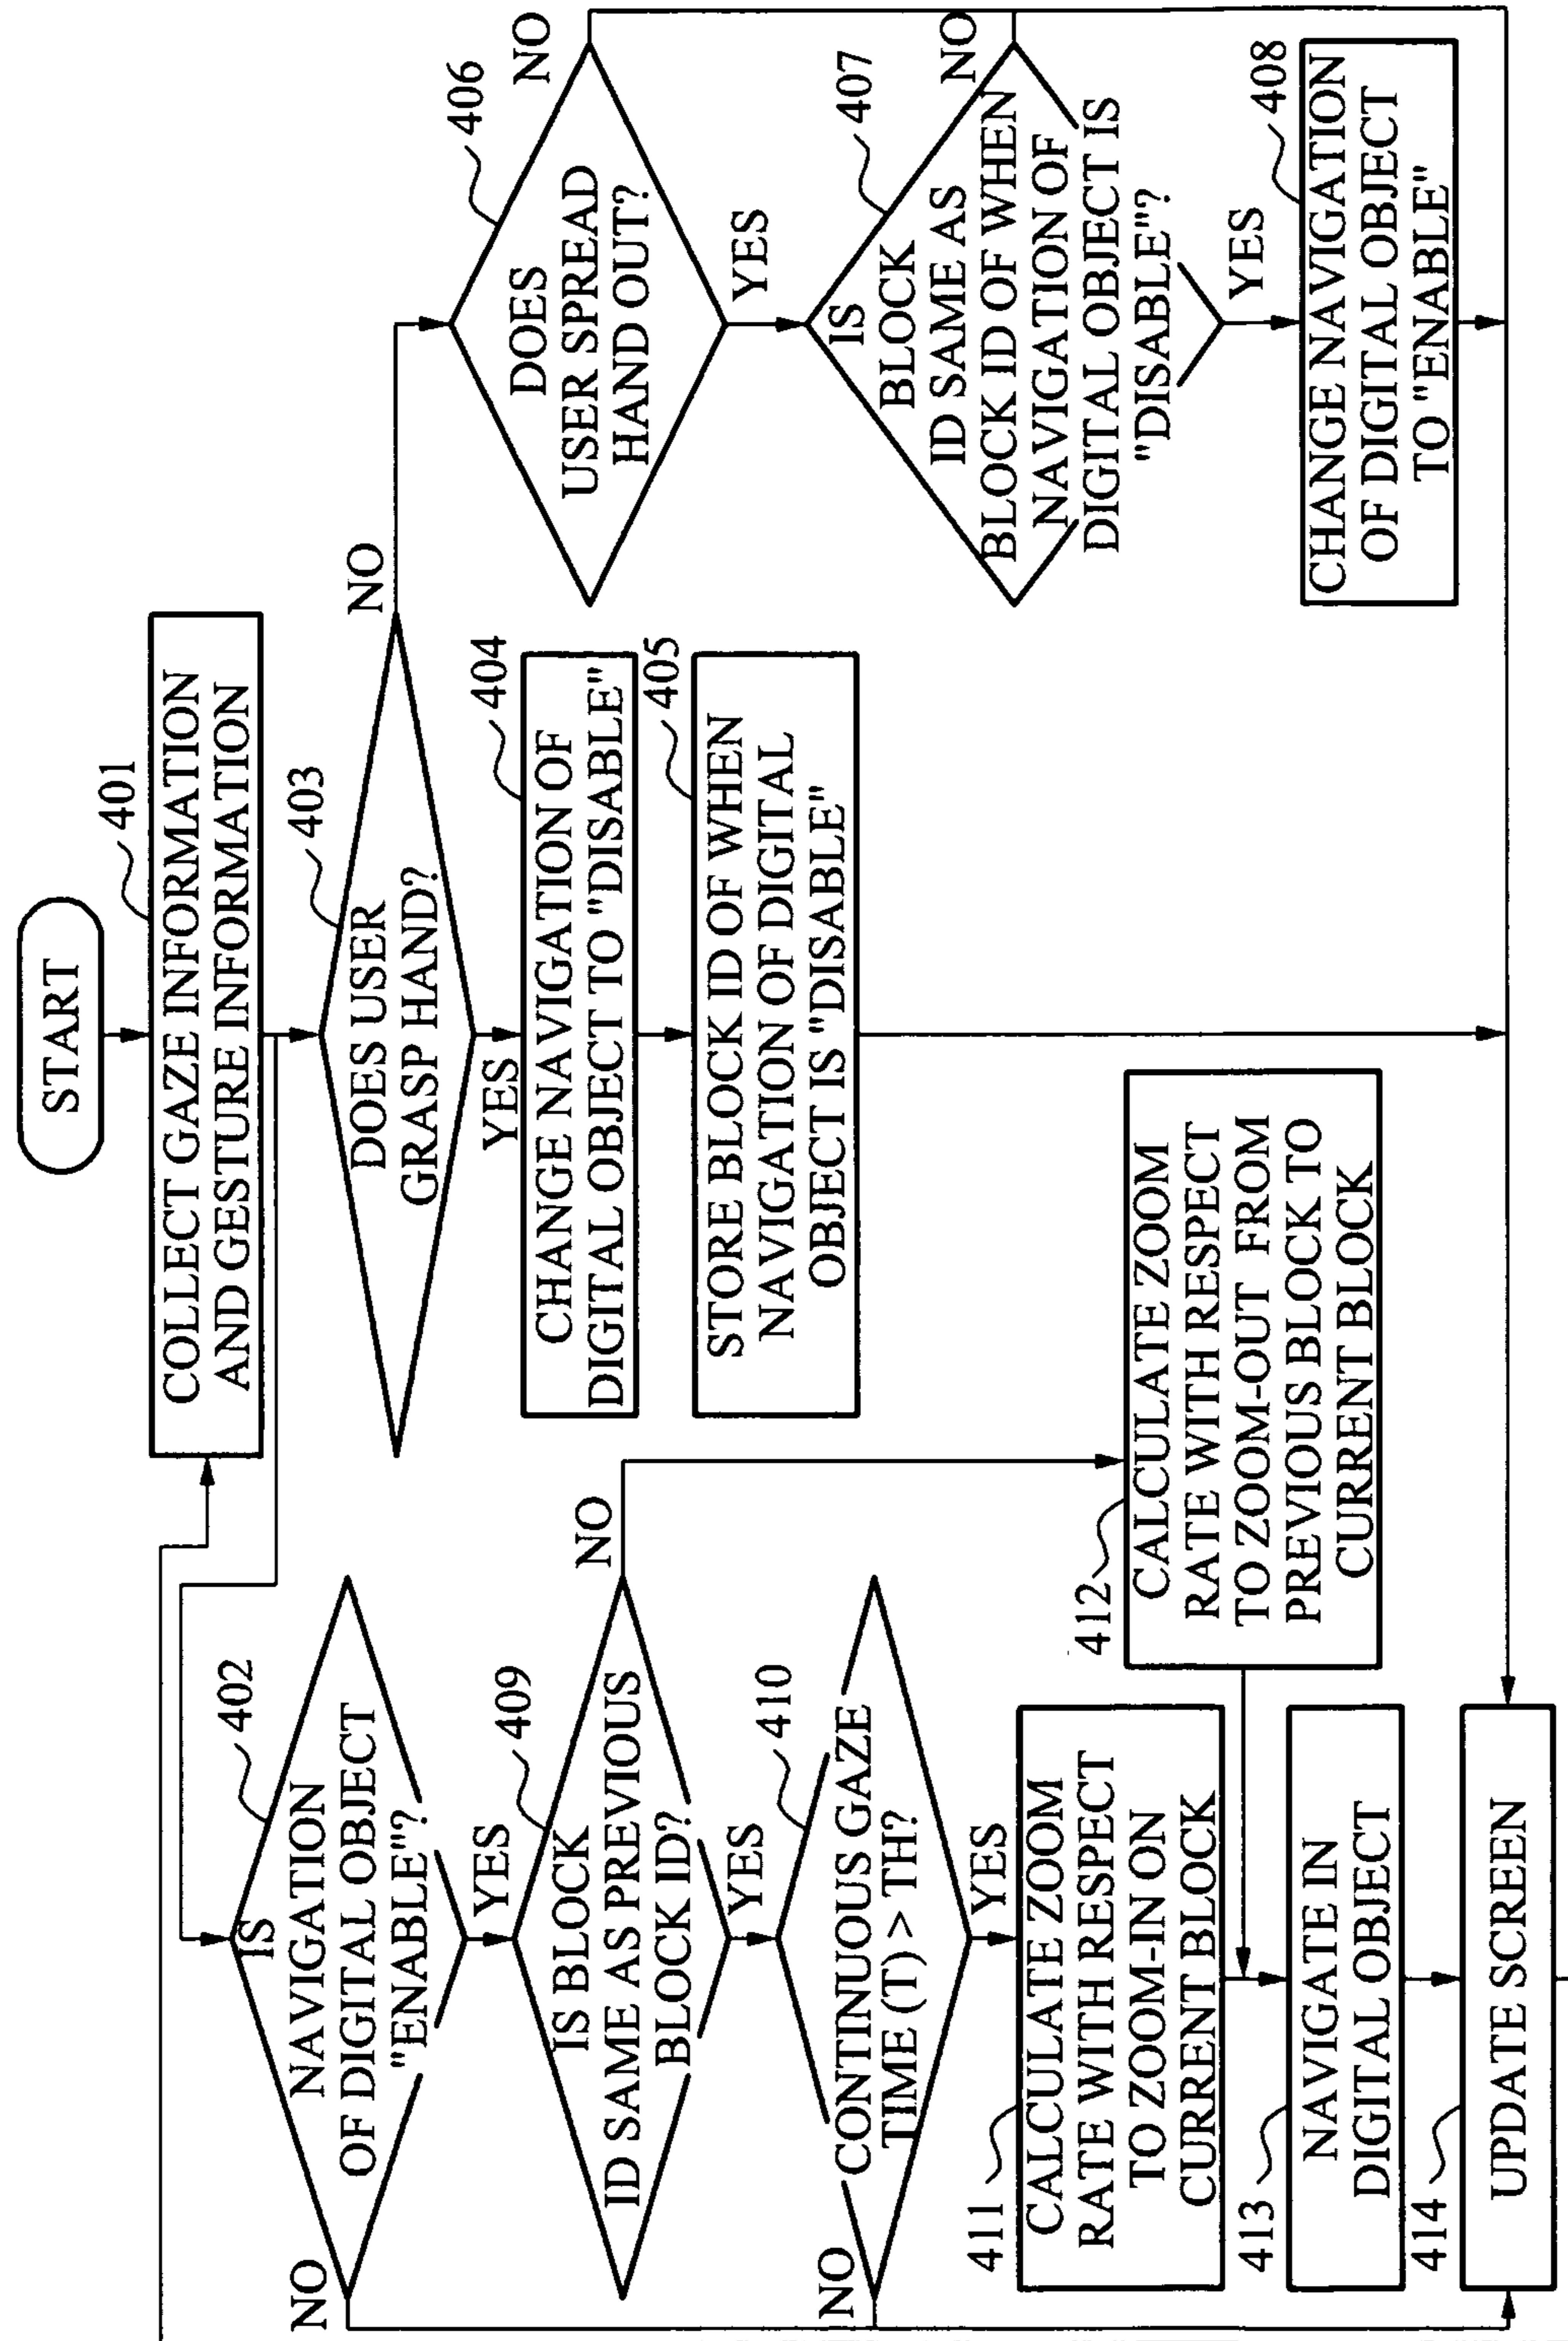 START
401
COLLECT GAZE INFORMATION
AND GESTURE INFORMATION
402
IS
NAVIGATION
OF DIGITAL OBJECT
"ENABLE"?
NO
YES
403
DOES USER
GRASP HAND?
NO
YES
404
CHANGE NAVIGATION OF
DIGITAL OBJECT TO "DISABLE"
405
STORE BLOCK ID OF WHEN
NAVIGATION OF DIGITAL
OBJECT IS "DISABLE"
406
DOES
USER SPREAD
HAND OUT?
NO
YES
407
IS
BLOCK
ID SAME AS
BLOCK ID OF WHEN
NAVIGATION OF
DIGITAL OBJECT IS
"DISABLE"?
NO
YES
408
CHANGE NAVIGATION
OF DIGITAL OBJECT
TO "ENABLE"
409
IS BLOCK
ID SAME AS PREVIOUS
BLOCK ID?
NO
YES
410
CONTINUOUS GAZE
TIME (T) > TH?
NO
YES
411
CALCULATE ZOOM
RATE WITH RESPECT
TO ZOOM-IN ON
CURRENT BLOCK
412
CALCULATE ZOOM
RATE WITH RESPECT
TO ZOOM-OUT FROM
PREVIOUS BLOCK TO
CURRENT BLOCK
413
NAVIGATE IN
DIGITAL OBJECT
414
UPDATE SCREEN